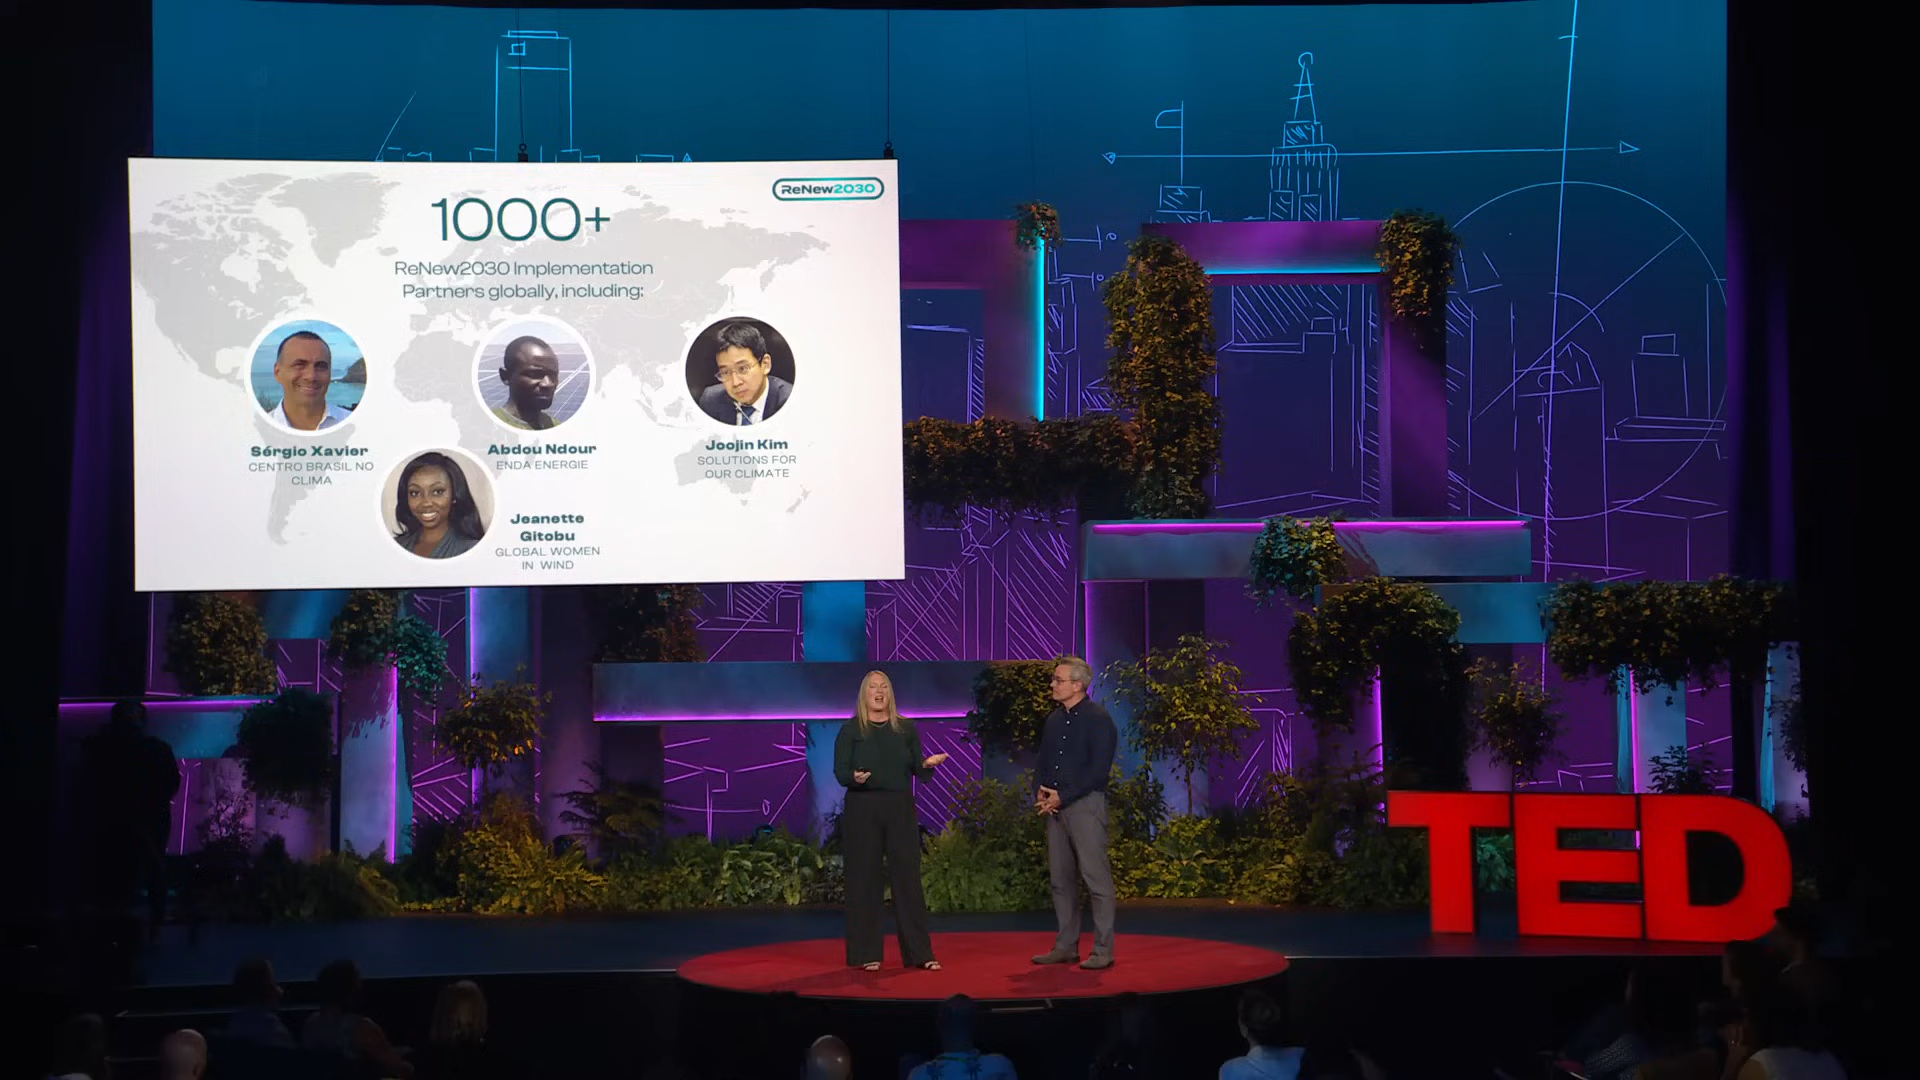 ReNew2030
1000+
ReNew2030 Implementation
Partners globally, including:
Sérgio Xavier
CENTRO BRASIL NO
CLIMA
Abdou Ndour
ENDA ENERGIE
Joojin Kim
SOLUTIONS FOR
OUR CLIMATE
Jeanette
Gitobu
GLOBAL WOMEN
IN WIND
TED